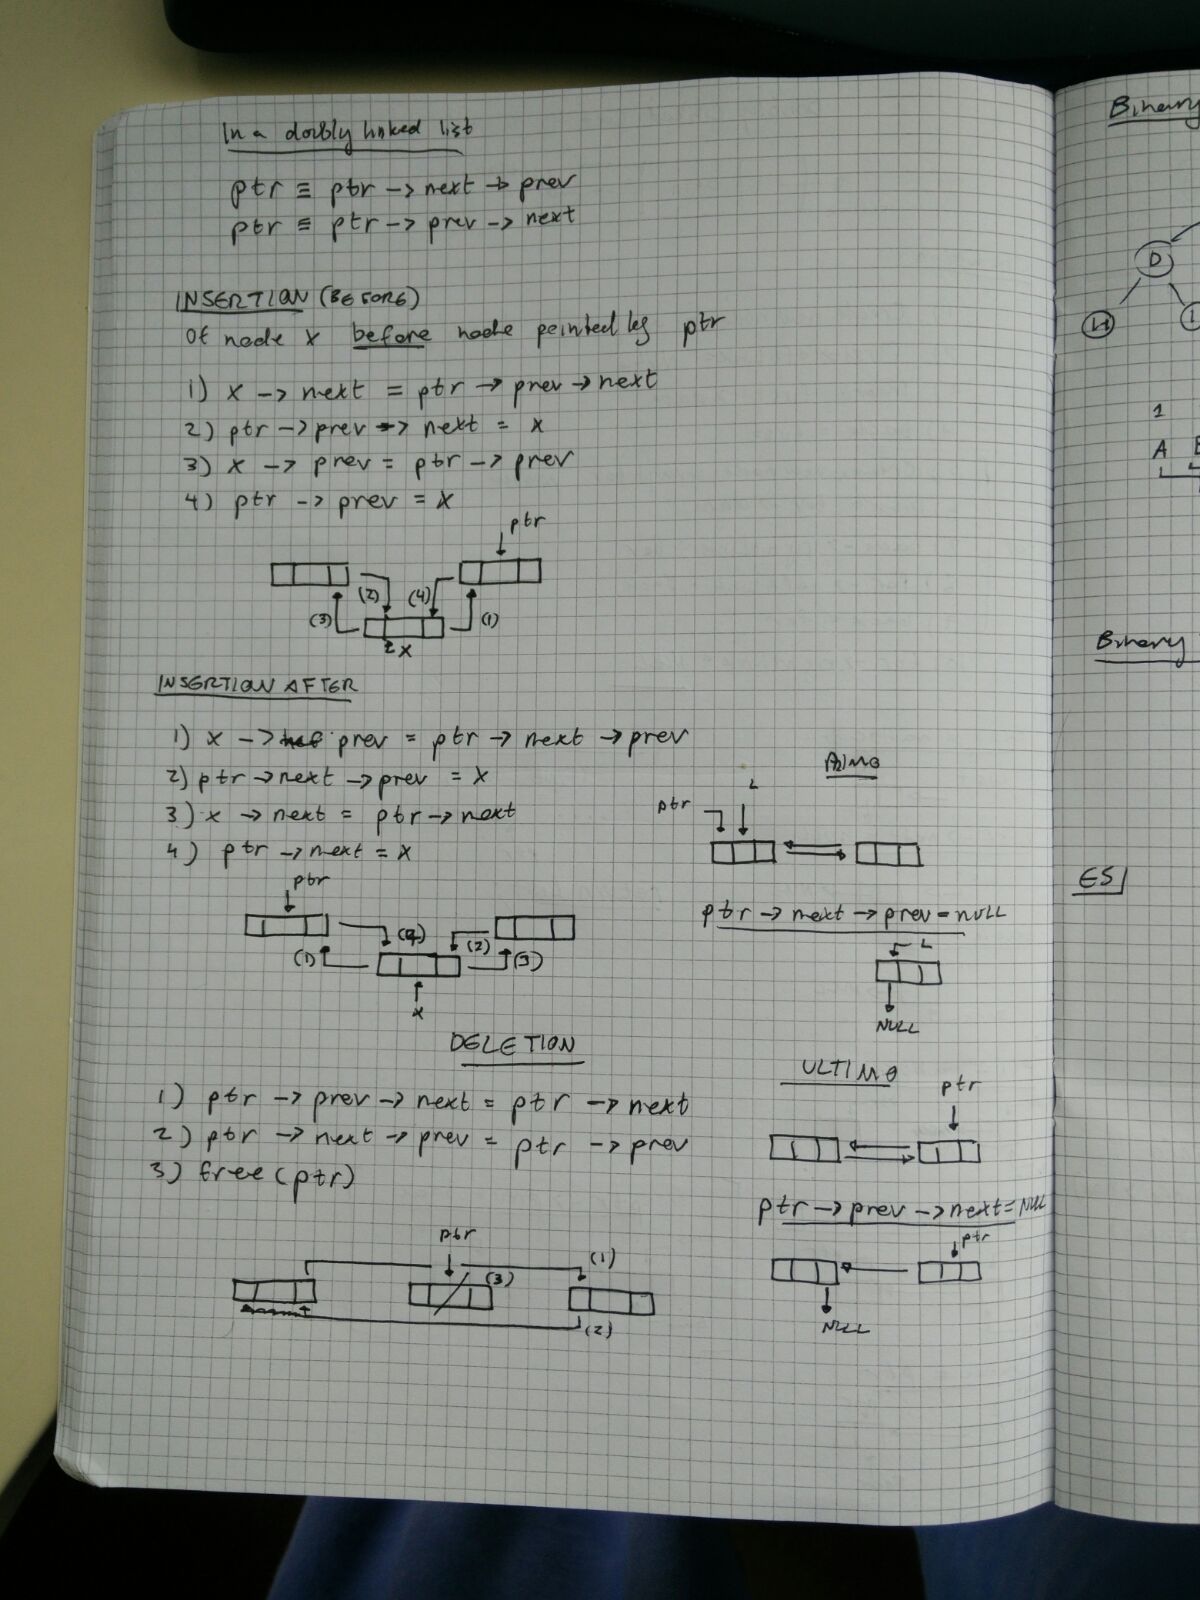 In a doubly linked list
ptr ≡ ptr -> next -> prev
ptr ≡ ptr -> prev -> next
INSERTION (BEFORE)
Of node x before node pointed by ptr
1) x -> next = ptr -> prev -> next
2) ptr -> prev -> next = x
3) x -> prev = ptr -> prev
4) ptr -> prev = x
ptr
(2) (4)
(3) (1)
x
INSERTION AFTER
1) x -> prev = ptr -> next -> prev
2) ptr -> next -> prev = x
3) x -> next = ptr -> next
4) ptr -> next = x
ptr
(4) (2)
(1) (3)
x
DELETION
1) ptr -> prev -> next = ptr -> next
2) ptr -> next -> prev = ptr -> prev
3) free(ptr)
ptr
(1)
(3)
(2)
L
ptr
ptr -> next -> prev = NULL
L
NULL
ULTIMO
ptr
ptr -> prev -> next = NULL
ptr
NULL
Binary
D
H
1
A
Binary
ES